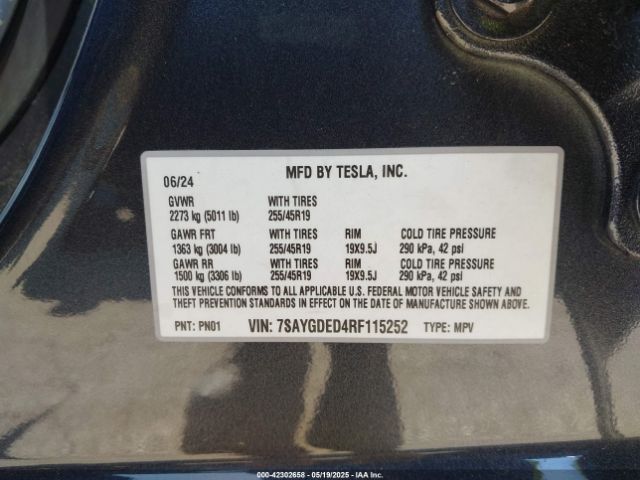 MFD BY TESLA, INC.
06/24
GVWR WITH TIRES
2273 kg (5011 lb) 255/45R19
GAWR FRT WITH TIRES RIM COLD TIRE PRESSURE
1363 kg (3004 lb) 255/45R19 19X9.5J 290 kPa, 42 psi
GAWR RR WITH TIRES RIM COLD TIRE PRESSURE
1500 kg (3306 lb) 255/45R19 19X9.5J 290 kPa, 42 psi
THIS VEHICLE CONFORMS TO ALL APPLICABLE U.S. FEDERAL MOTOR VEHICLE SAFETY AND
THEFT PREVENTION STANDARDS IN EFFECT ON THE DATE OF MANUFACTURE SHOWN ABOVE.
PNT: PN01 VIN: 7SAYGDED4RF115252 TYPE: MPV
000-42302658 - 05/19/2025 - IAA Inc.